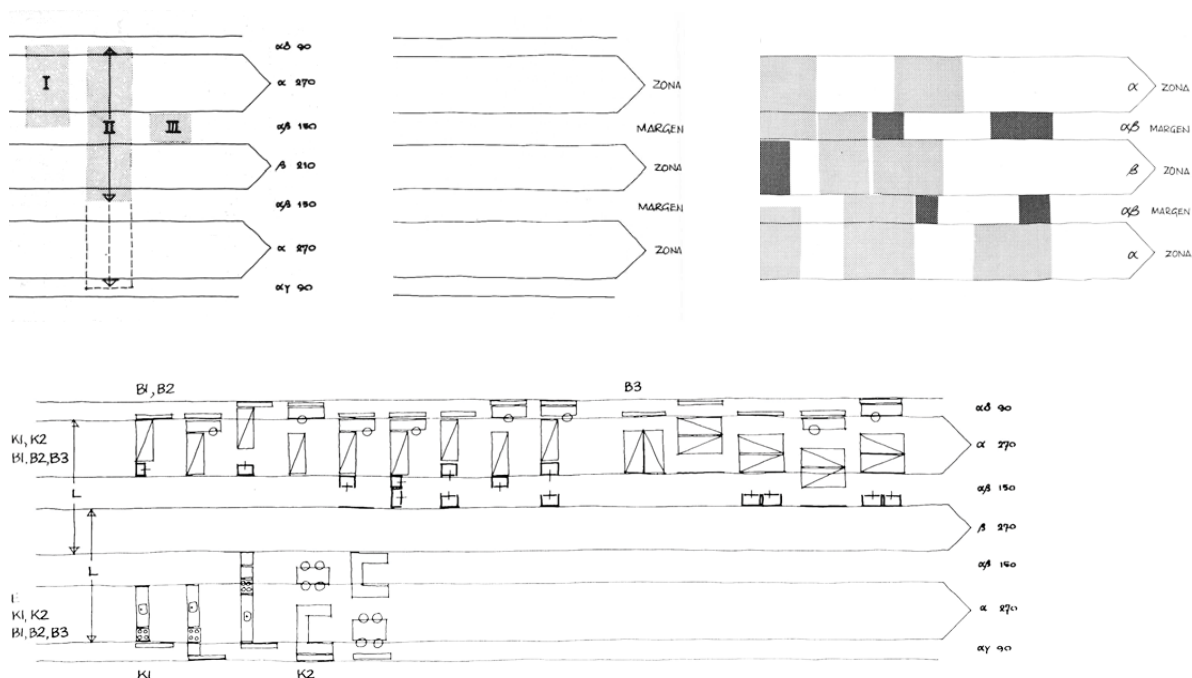 αδ 90
I
α 270
II
III
αβ 150
β 210
αβ 150
α 270
αγ 90
ZONA
MARGEN
ZONA
MARGEN
ZONA
α ZONA
αβ MARGEN
β ZONA
αβ MARGEN
α ZONA
B1, B2
B3
αδ 90
K1, K2
B1, B2, B3
α 270
L
αβ 150
β 270
L
αβ 150
E
K1, K2
B1, B2, B3
α 270
αγ 90
K1
K2